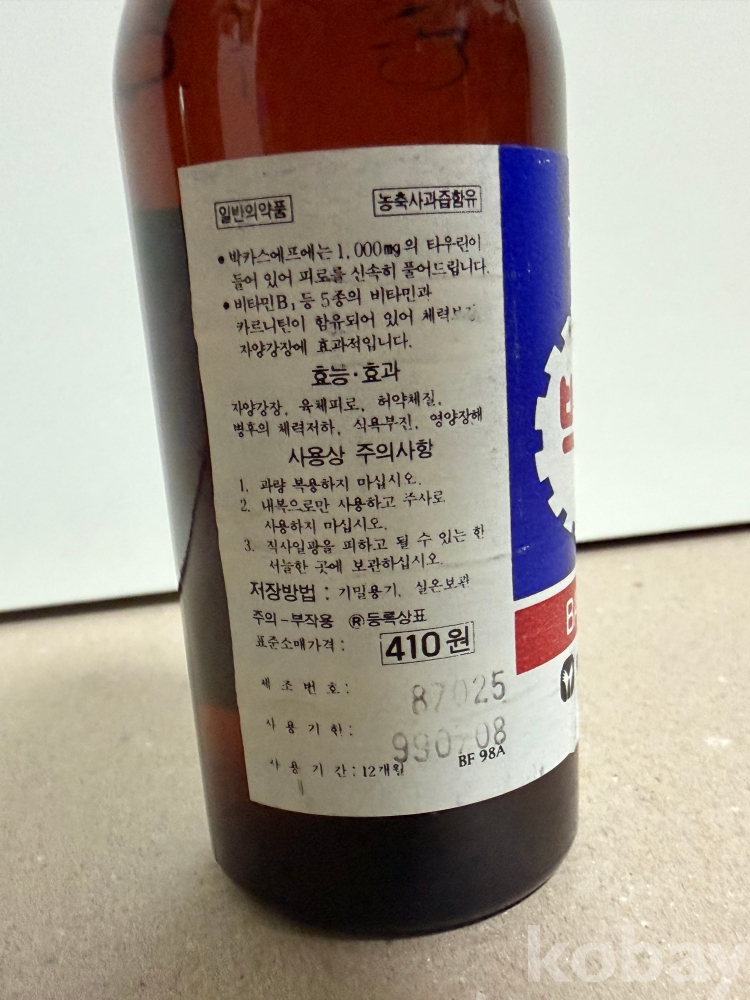 일반의약품 농축사과즙함유
• 박카스에프에는 1,000mg의 타우린이
들어 있어 피로를 신속히 풀어드립니다.
• 비타민B₁등 5종의 비타민과
카르니틴이 함유되어 있어
자양강장에 효과적입니다.
효능·효과
자양강장, 육체피로, 허약체질,
병후의 체력저하, 식욕부진, 영양장해
사용상 주의사항
1. 과량 복용하지 마십시오.
2. 내복으로만 사용하고 주사로
사용하지 마십시오.
3. 직사일광을 피하고 될 수 있는 한
서늘한 곳에 보관하십시오.
저장방법 : 기밀용기, 실온보관
주의-부작용 ®등록상표
표준소매가격 : 410원
제조번호 : 87025
사용기한 : 990708
사용기간 : 12개월 BF 98A
kobay